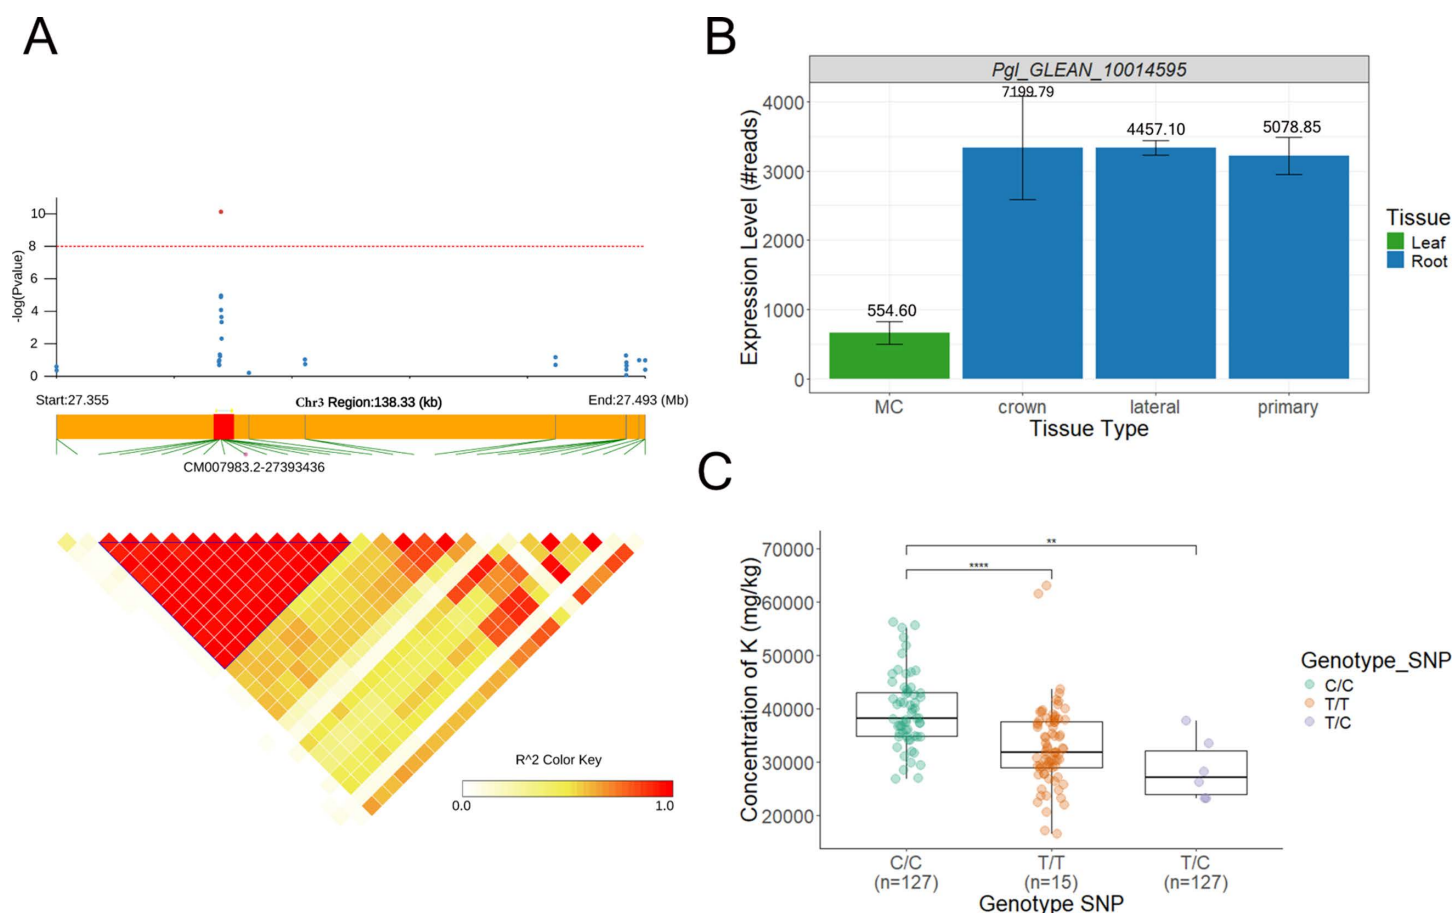 A
10
8
6
4
2
0
-log(Pvalue)
Start:27.355
Chr3 Region:138.33 (kb)
End:27.493 (Mb)
CM007983.2-27393436
R^2 Color Key
0.0
1.0
B
Pgl_GLEAN_10014595
7199.79
4457.10
5078.85
554.60
4000
3000
2000
1000
0
Expression Level (#reads)
MC
crown
lateral
primary
Tissue Type
Tissue
Leaf
Root
C
70000
60000
50000
40000
30000
20000
Concentration of K (mg/kg)
**
****
C/C
(n=127)
T/T
(n=15)
T/C
(n=127)
Genotype SNP
Genotype_SNP
C/C
T/T
T/C